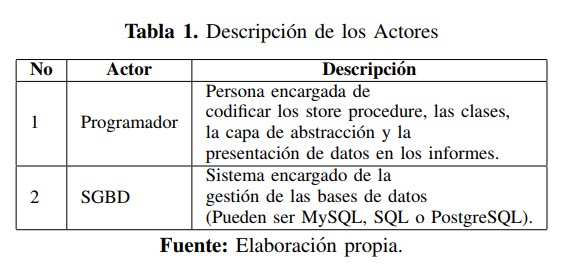 Tabla 1. Descripción de los Actores
No Actor Descripción
1 Programador Persona encargada de
codificar los store procedure, las clases,
la capa de abstracción y la
presentación de datos en los informes.
2 SGBD Sistema encargado de la
gestión de las bases de datos
(Pueden ser MySQL, SQL o PostgreSQL).
Fuente: Elaboración propia.